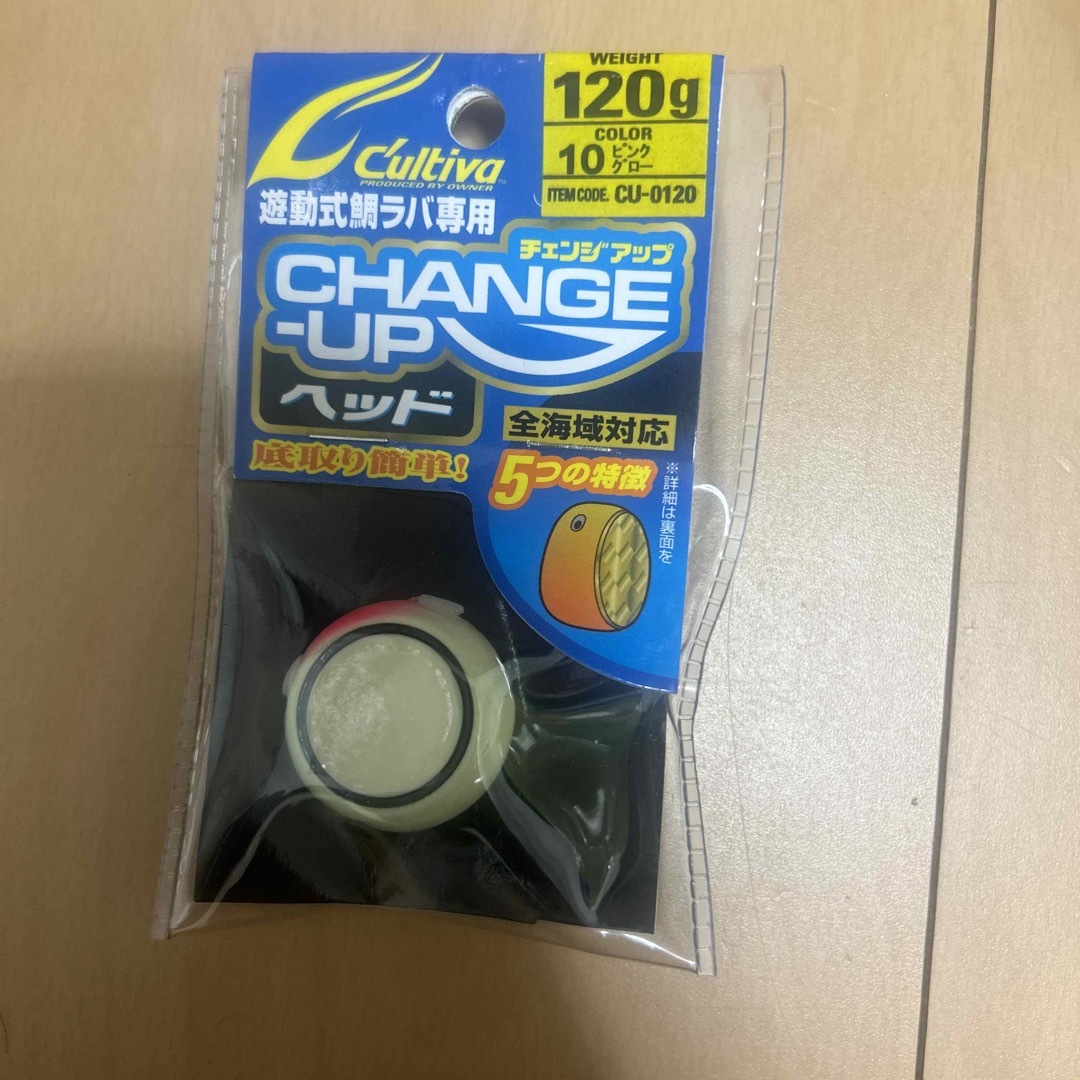 C'ultiva™
PRODUCED BY OWNER
WEIGHT
120g
COLOR
10 ピンク
グロー
ITEM CODE. CU-0120
遊動式鯛ラバ専用
チェンジアップ
CHANGE
-UP
ヘッド
全海域対応
底取り簡単!
5つの特徴
※詳細は裏面を